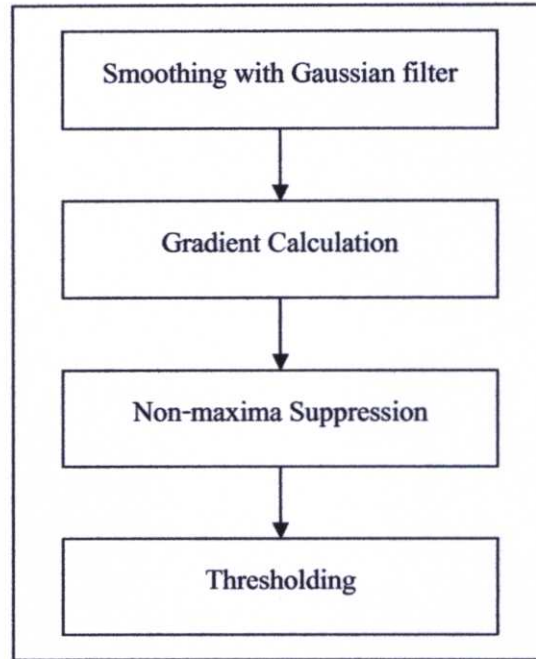 Smoothing with Gaussian filter
Gradient Calculation
Non-maxima Suppression
Thresholding